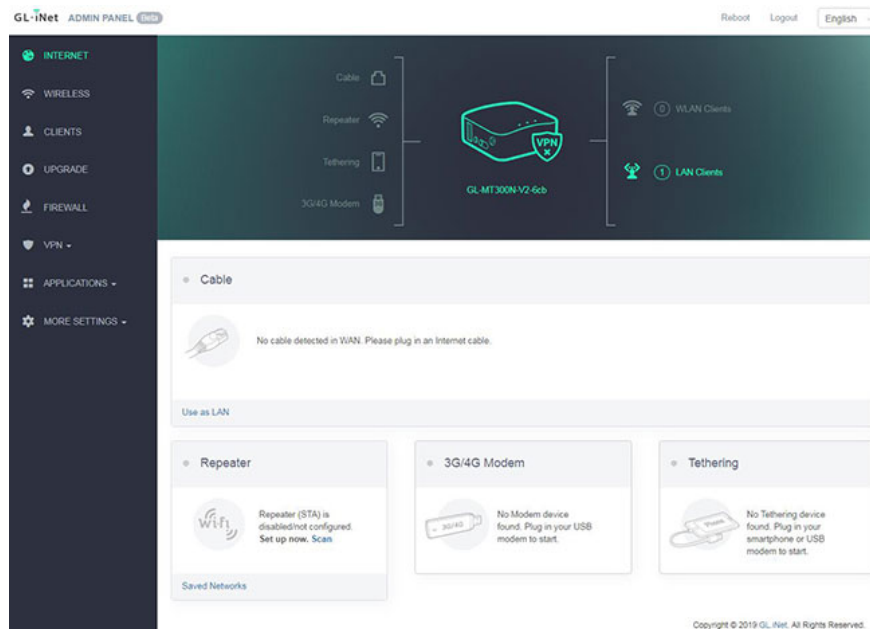 GL·iNet ADMIN PANEL Beta
Reboot Logout English
INTERNET
WIRELESS
CLIENTS
UPGRADE
FIREWALL
VPN
APPLICATIONS
MORE SETTINGS
Cable
Repeater
Tethering
3G/4G Modem
VPN
GL-MT300N-V2-6cb
0 WLAN Clients
1 LAN Clients
Cable
No cable detected in WAN. Please plug in an Internet cable.
Use as LAN
Repeater
Wi-Fi
Repeater (STA) is
disabled/not configured.
Set up now. Scan
Saved Networks
3G/4G Modem
3G/4G
No Modem device
found. Plug in your USB
modem to start.
Tethering
Phone
No Tethering device
found. Plug in your
smartphone or USB
modem to start.
Copyright © 2019 GL.iNet. All Rights Reserved.